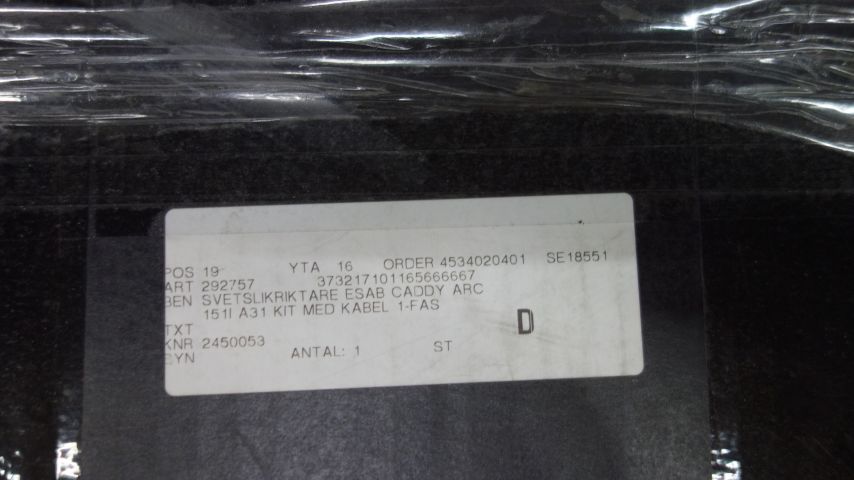 POS 19 YTA 16 ORDER 4534020401 SE18551
ART 292757 373217101165666667
BEN SVETSLIKRIKTARE ESAB CADDY ARC
151I A31 KIT MED KABEL 1-FAS
TXT
D
KNR 2450053
SYN ANTAL: 1 ST